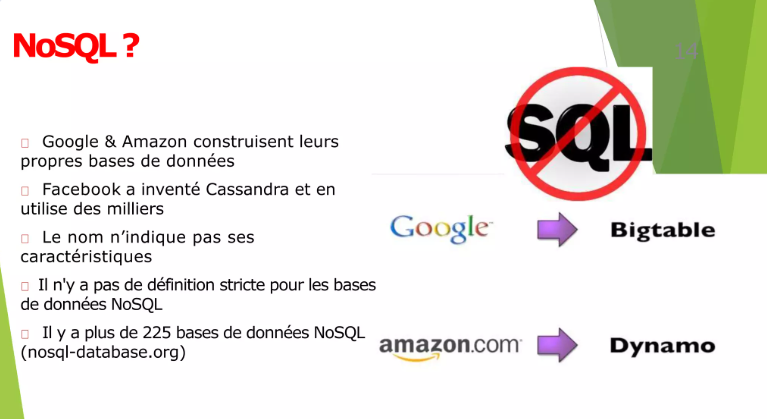 NoSQL ?
SQL
Google & Amazon construisent leurs
propres bases de données
Facebook a inventé Cassandra et en
utilise des milliers
Le nom n’indique pas ses
caractéristiques
Il n'y a pas de définition stricte pour les bases
de données NoSQL
Il y a plus de 225 bases de données NoSQL
(nosql-database.org)
Google
Bigtable
amazon.com
Dynamo